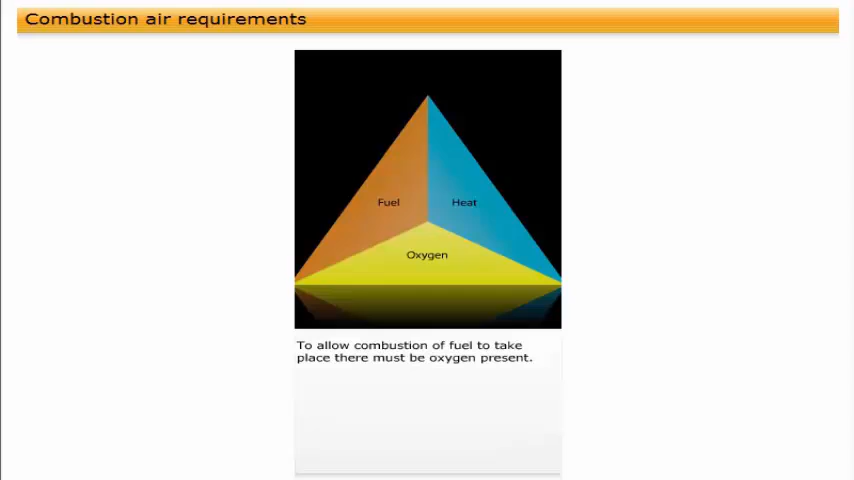 Combustion air requirements
Fuel
Heat
Oxygen
To allow combustion of fuel to take
place there must be oxygen present.